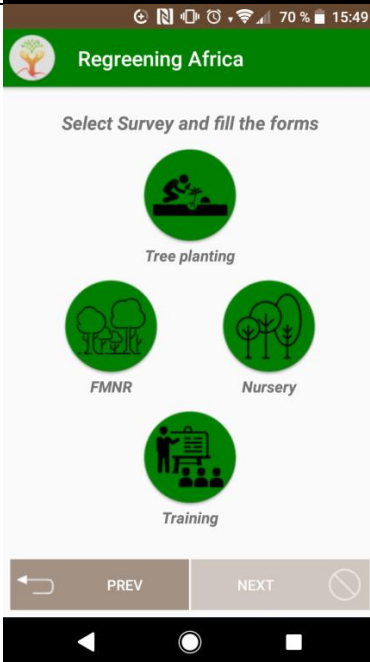 70 % 15:49
Regreening Africa
Select Survey and fill the forms
Tree planting
FMNR
Nursery
Training
PREV
NEXT